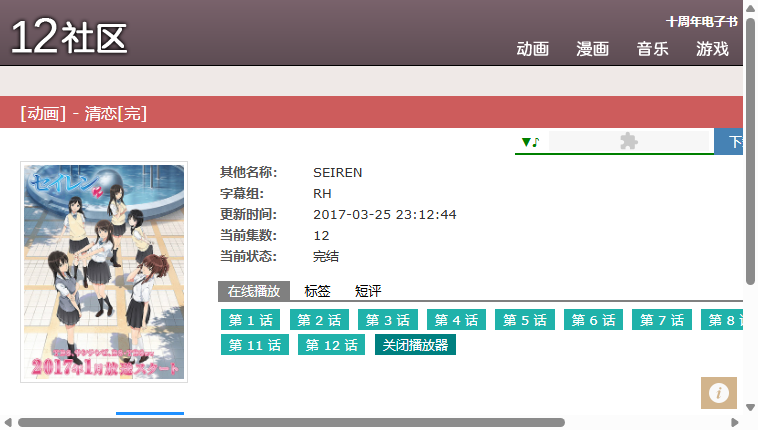 十周年电子书
12社区
动画 漫画 音乐 游戏
[动画] - 清恋[完]
▼♪
セイレン
其他名称: SEIREN
字幕组: RH
更新时间: 2017-03-25 23:12:44
当前集数: 12
当前状态: 完结
在线播放 标签 短评
第 1 话 第 2 话 第 3 话 第 4 话 第 5 话 第 6 话 第 7 话 第 8
第 11 话 第 12 话 关闭播放器
2017年1月放送スタート
i